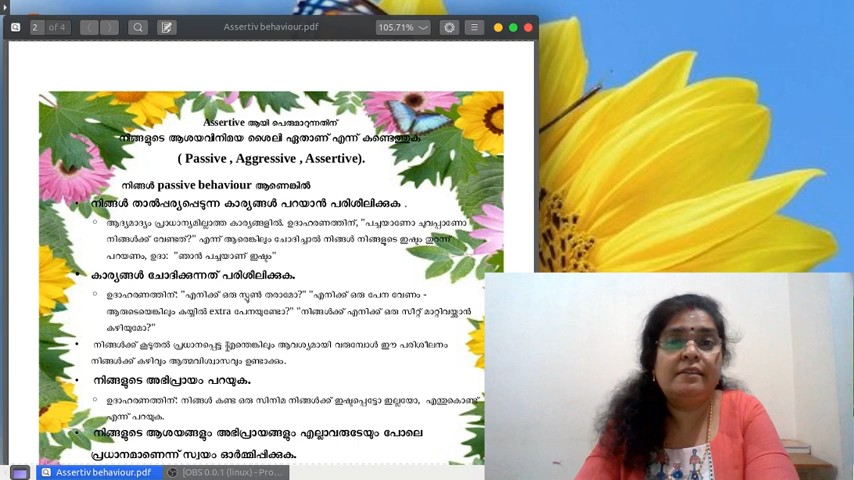 2 of 4
Assertiv behaviour.pdf
105.71%
Assertive ആയി പെരുമാറുന്നതിന്
നിങ്ങളുടെ ആശയവിനിമയ ശൈലി ഏതാണ് എന്ന് കണ്ടെത്തുക
( Passive , Aggressive , Assertive).
നിങ്ങൾ passive behaviour ആണെങ്കിൽ
• നിങ്ങൾ താൽപ്പര്യപ്പെടുന്ന കാര്യങ്ങൾ പറയാൻ പരിശീലിക്കുക .
○ ആദ്യമാദ്യം പ്രാധാന്യമില്ലാത്ത കാര്യങ്ങളിൽ. ഉദാഹരണത്തിന്, "പച്ചയാണോ ചുവപ്പാണോ
നിങ്ങൾക്ക് വേണ്ടത്?" എന്ന് ആരെങ്കിലും ചോദിച്ചാൽ നിങ്ങൾ നിങ്ങളുടെ ഇഷ്ടം തുറന്ന്
പറയണം, ഉദാ: "ഞാൻ പച്ചയാണ് ഇഷ്ടം"
• കാര്യങ്ങൾ ചോദിക്കുന്നത് പരിശീലിക്കുക.
○ ഉദാഹരണത്തിന്: "എനിക്ക് ഒരു സ്പൂൺ തരാമോ?" "എനിക്ക് ഒരു പേന വേണം -
ആരുടെയെങ്കിലും കയ്യിൽ extra പേനയുണ്ടോ?" "നിങ്ങൾക്ക് എനിക്ക് ഒരു സീറ്റ് മാറ്റിവയ്ക്കാൻ
കഴിയുമോ?"
• നിങ്ങൾക്ക് കൂടുതൽ പ്രധാനപ്പെട്ട എന്തെങ്കിലും ആവശ്യമായി വരുമ്പോൾ ഈ പരിശീലനം
നിങ്ങൾക്ക് കഴിവും ആത്മവിശ്വാസവും ഉണ്ടാക്കും.
• നിങ്ങളുടെ അഭിപ്രായം പറയുക.
○ ഉദാഹരണത്തിന്: നിങ്ങൾ കണ്ട ഒരു സിനിമ നിങ്ങൾക്ക് ഇഷ്ടപ്പെട്ടോ ഇല്ലയോ, എന്തുകൊണ്ട്
എന്ന് പറയുക.
• നിങ്ങളുടെ ആശയങ്ങളും അഭിപ്രായങ്ങളും എല്ലാവരുടേയും പോലെ
പ്രധാനമാണെന്ന് സ്വയം ഓർമ്മിപ്പിക്കുക.
Assertiv behaviour.pdf
[OBS 0.0.1 (linux) - Pro...